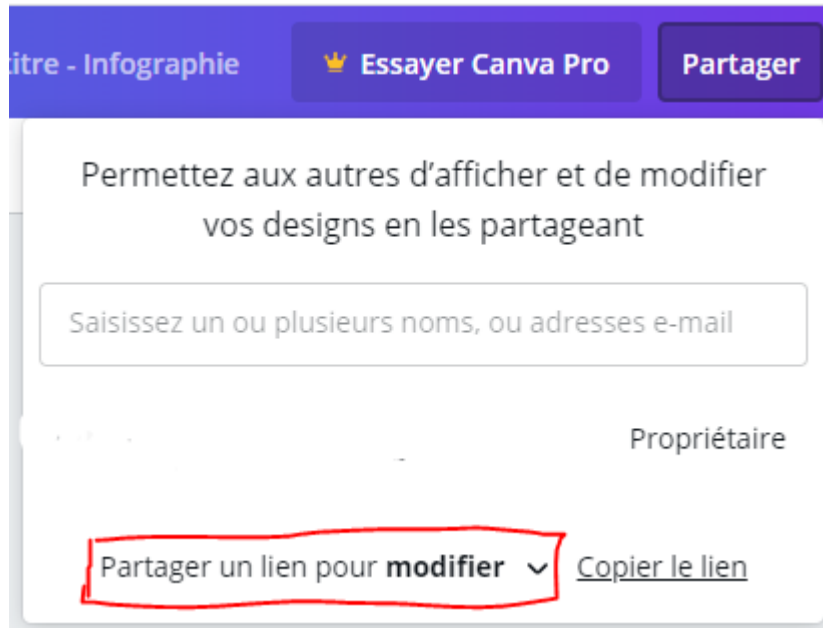 itre - Infographie
Essayer Canva Pro
Partager
Permettez aux autres d’afficher et de modifier
vos designs en les partageant
Saisissez un ou plusieurs noms, ou adresses e-mail
Propriétaire
Partager un lien pour modifier
Copier le lien